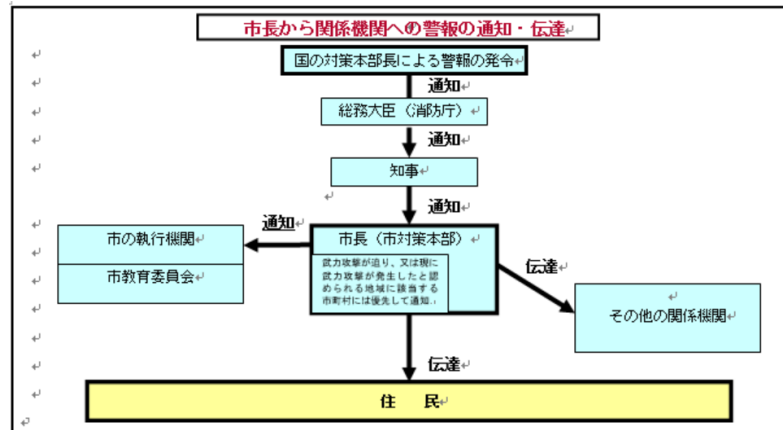 市長から関係機関への警報の通知・伝達
国の対策本部長による警報の発令
通知
総務大臣（消防庁）
通知
知事
通知
市の執行機関
通知
市長（市対策本部）
武力攻撃が迫り、又は現に
武力攻撃が発生したと認
められる地域に該当する
市町村には優先して通知.
市教育委員会
伝達
その他の関係機関
伝達
住　民